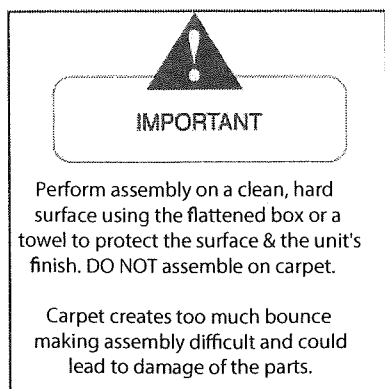 !
IMPORTANT
Perform assembly on a clean, hard
surface using the flattened box or a
towel to protect the surface & the unit's
finish. DO NOT assemble on carpet.
Carpet creates too much bounce
making assembly difficult and could
lead to damage of the parts.